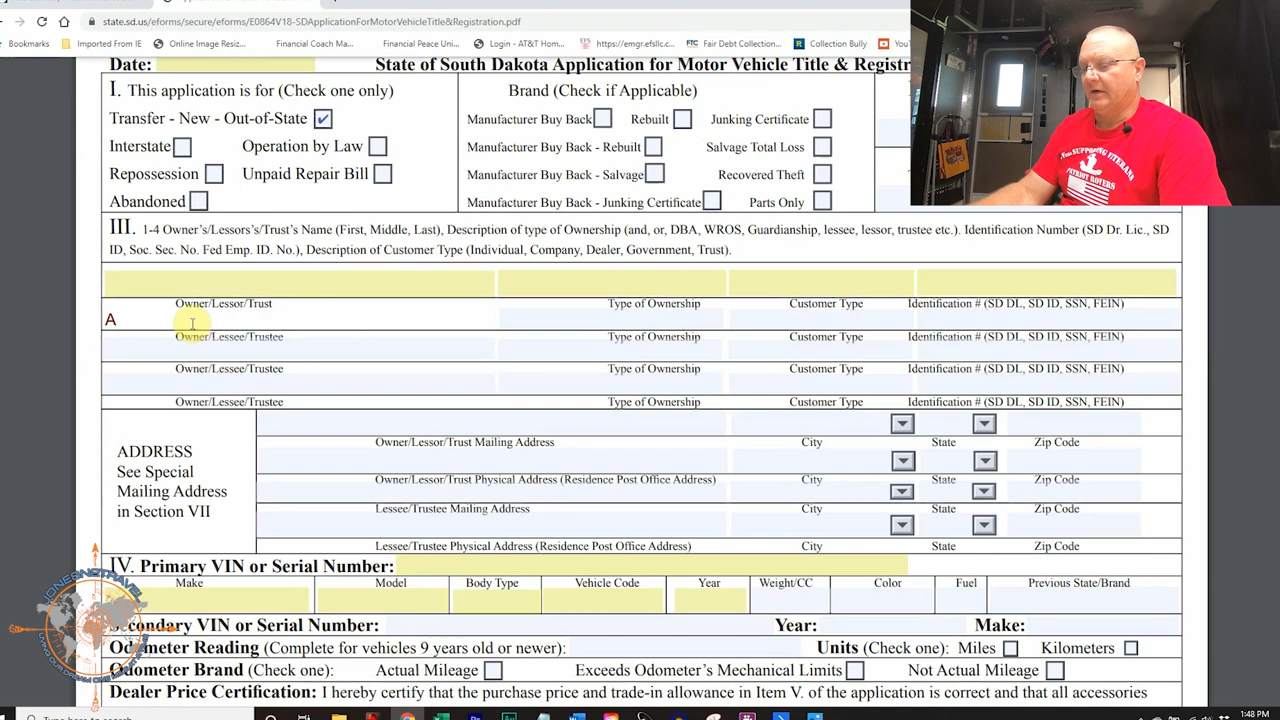 state.sd.us/eforms/secure/eforms/E0864V18-SDApplicationForMotorVehicleTitle&Registration.pdf
Bookmarks Imported From IE Online Image Resiz... Financial Coach Ma... Financial Peace Uni... Login - AT&T Hom... https://emgr.efsllc.c... Fair Debt Collection... Collection Bully
Date: State of South Dakota Application for Motor Vehicle Title & Registr
I. This application is for (Check one only) Brand (Check if Applicable)
Transfer - New - Out-of-State Manufacturer Buy Back Rebuilt Junking Certificate
Interstate Operation by Law Manufacturer Buy Back - Rebuilt Salvage Total Loss
Repossession Unpaid Repair Bill Manufacturer Buy Back - Salvage Recovered Theft
Abandoned Manufacturer Buy Back - Junking Certificate Parts Only
III. 1-4 Owner's/Lessors's/Trust's Name (First, Middle, Last), Description of type of Ownership (and, or, DBA, WROS, Guardianship, lessee, lessor, trustee etc.). Identification Number (SD Dr. Lic., SD
ID, Soc. Sec. No. Fed Emp. ID. No.), Description of Customer Type (Individual, Company, Dealer, Government, Trust).
Owner/Lessor/Trust Type of Ownership Customer Type Identification # (SD DL, SD ID, SSN, FEIN)
A
Owner/Lessee/Trustee Type of Ownership Customer Type Identification # (SD DL, SD ID, SSN, FEIN)
Owner/Lessee/Trustee Type of Ownership Customer Type Identification # (SD DL, SD ID, SSN, FEIN)
Owner/Lessee/Trustee Type of Ownership Customer Type Identification # (SD DL, SD ID, SSN, FEIN)
ADDRESS
See Special
Mailing Address
in Section VII
Owner/Lessor/Trust Mailing Address City State Zip Code
Owner/Lessor/Trust Physical Address (Residence Post Office Address) City State Zip Code
Lessee/Trustee Mailing Address City State Zip Code
Lessee/Trustee Physical Address (Residence Post Office Address) City State Zip Code
IV. Primary VIN or Serial Number:
Make Model Body Type Vehicle Code Year Weight/CC Color Fuel Previous State/Brand
Secondary VIN or Serial Number: Year: Make:
Odometer Reading (Complete for vehicles 9 years old or newer): Units (Check one): Miles Kilometers
Odometer Brand (Check one): Actual Mileage Exceeds Odometer's Mechanical Limits Not Actual Mileage
Dealer Price Certification: I hereby certify that the purchase price and trade-in allowance in Item V. of the application is correct and that all accessories
JONESNTRAVEL
1:48 PM
SUPPORTING VETERANS
PATRIOT ROVERS